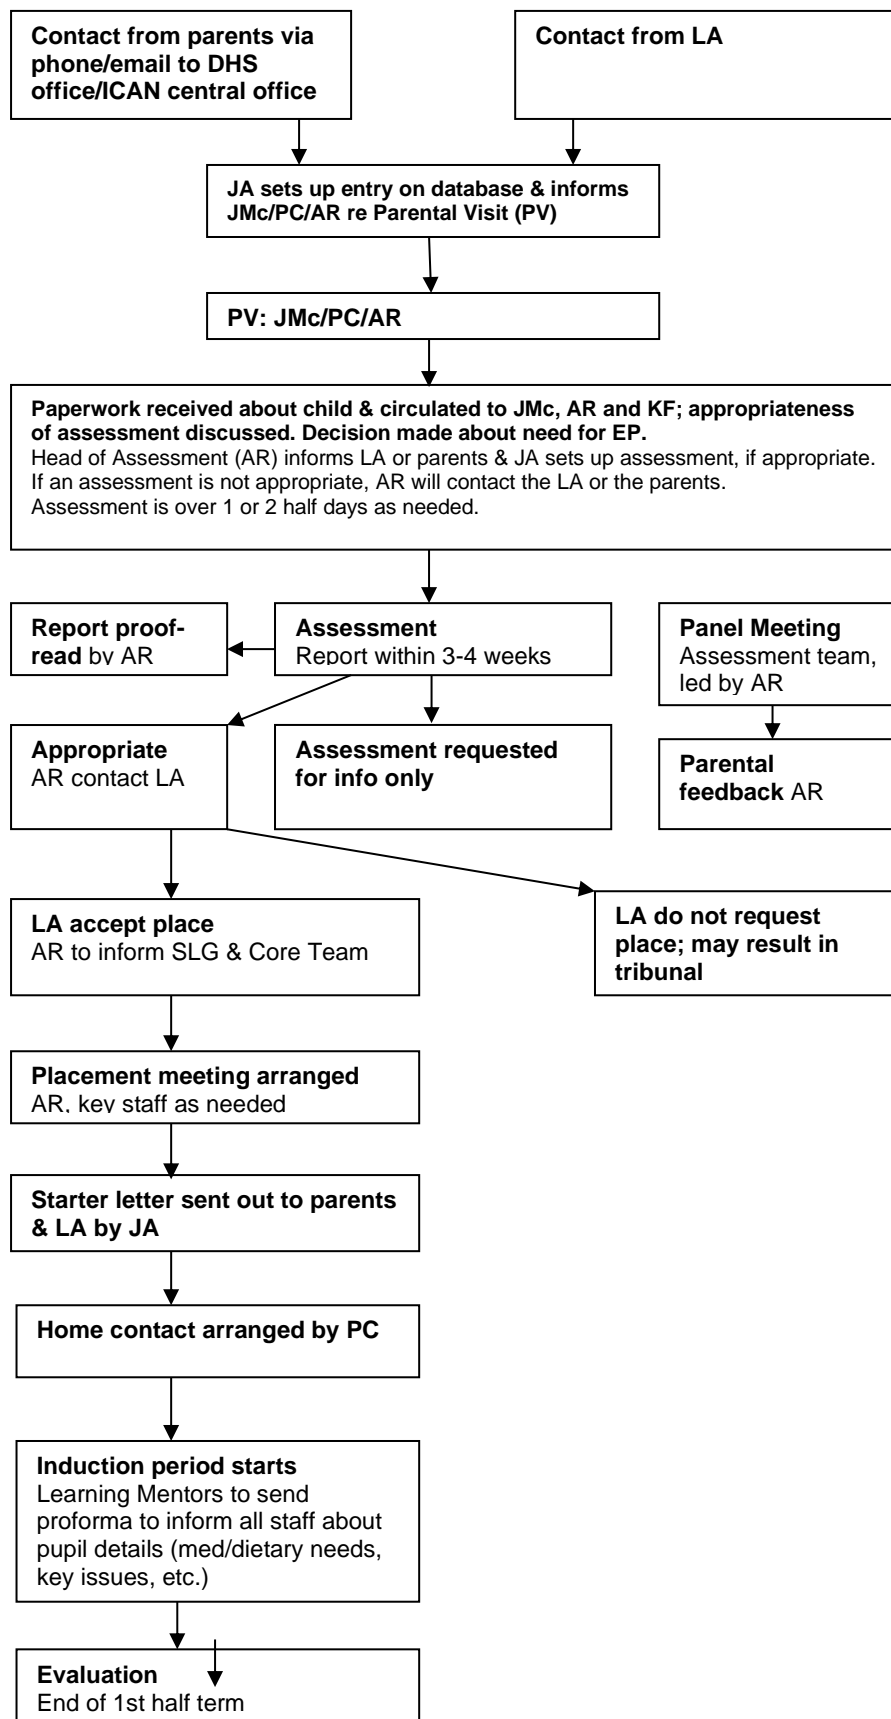 Contact from parents via
phone/email to DHS
office/ICAN central office
Contact from LA
JA sets up entry on database & informs
JMc/PC/AR re Parental Visit (PV)
PV: JMc/PC/AR
Paperwork received about child & circulated to JMc, AR and KF; appropriateness
of assessment discussed. Decision made about need for EP.
Head of Assessment (AR) informs LA or parents & JA sets up assessment, if appropriate.
If an assessment is not appropriate, AR will contact the LA or the parents.
Assessment is over 1 or 2 half days as needed.
Report proof-
read by AR
Assessment
Report within 3-4 weeks
Panel Meeting
Assessment team,
led by AR
Appropriate
AR contact LA
Assessment requested
for info only
Parental
feedback AR
LA accept place
AR to inform SLG & Core Team
LA do not request
place; may result in
tribunal
Placement meeting arranged
AR, key staff as needed
Starter letter sent out to parents
& LA by JA
Home contact arranged by PC
Induction period starts
Learning Mentors to send
proforma to inform all staff about
pupil details (med/dietary needs,
key issues, etc.)
Evaluation
End of 1st half term